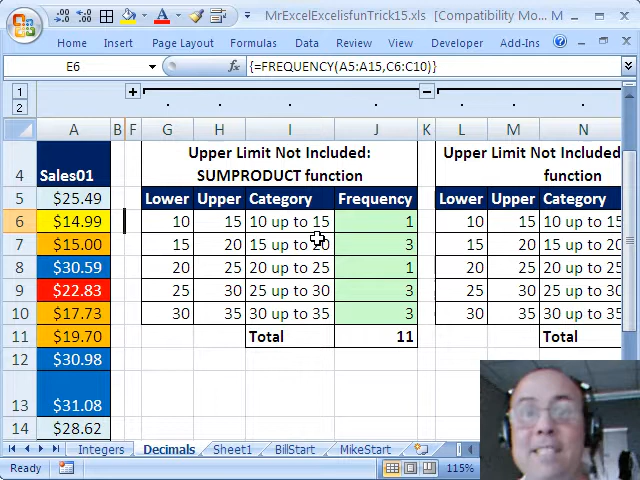 MrExcelExcelisfunTrick15.xls [Compatibility Mo...
Home Insert Page Layout Formulas Data Review View Developer Add-Ins
E6 fx {=FREQUENCY(A5:A15,C6:C10)}
1
2
A B F G H I J K L M N
4 Sales01 Upper Limit Not Included: SUMPRODUCT function Upper Limit Not Included: function
5 $25.49 Lower Upper Category Frequency Lower Upper Category
6 $14.99 10 15 10 up to 15 1 10 15 10 up to 15
7 $15.00 15 20 15 up to 20 3 15 20 15 up to 20
8 $30.59 20 25 20 up to 25 1 20 25 20 up to 25
9 $22.83 25 30 25 up to 30 3 25 30 25 up to 30
10 $17.73 30 35 30 up to 35 3 30 35 30 up to 35
11 $19.70 Total 11 Total
12 $30.98
13 $31.08
14 $28.62
Integers Decimals Sheet1 BillStart MikeStart
Ready 115%